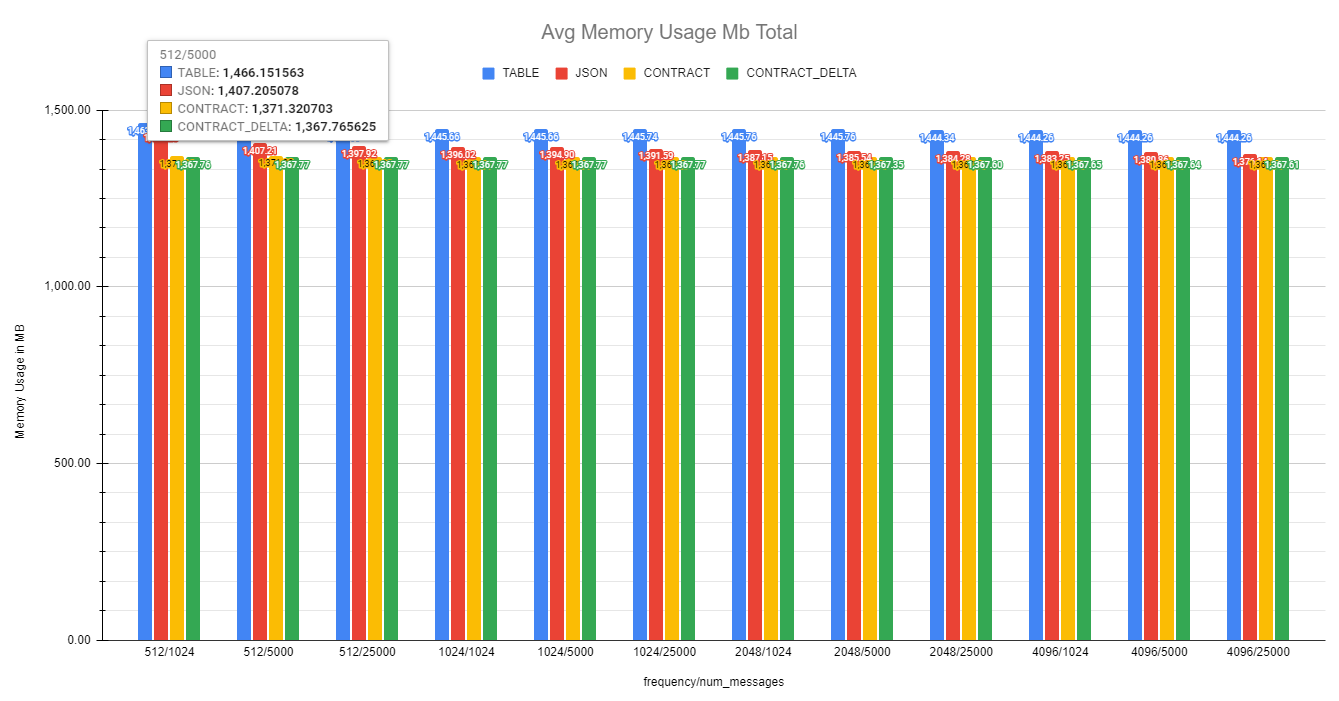 Avg Memory Usage Mb Total
TABLE JSON CONTRACT CONTRACT_DELTA
512/5000
TABLE: 1,466.151563
JSON: 1,407.205078
CONTRACT: 1,371.320703
CONTRACT_DELTA: 1,367.765625
1,500.00
1,000.00
500.00
0.00
Memory Usage in MB
1,367.76
1,407.21 1,367.77
1,397.92 1,367.77
1,445.66 1,396.02 1,367.77
1,445.66 1,394.90 1,367.77
1,445.74 1,391.59 1,367.77
1,445.76 1,387.15 1,367.76
1,445.76 1,385.54 1,367.35
1,444.34 1,367.60
1,444.26 1,383.75 1,367.65
1,444.26 1,367.64
1,444.26 1,367.61
512/1024 512/5000 512/25000 1024/1024 1024/5000 1024/25000 2048/1024 2048/5000 2048/25000 4096/1024 4096/5000 4096/25000
frequency/num_messages